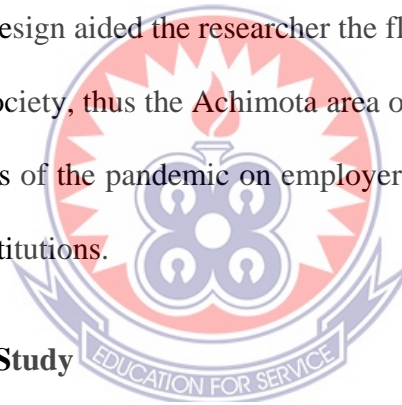 esign aided the researcher the fl
ociety, thus the Achimota area o
s of the pandemic on employer
titutions.
Study
EDUCATION FOR SERVICE